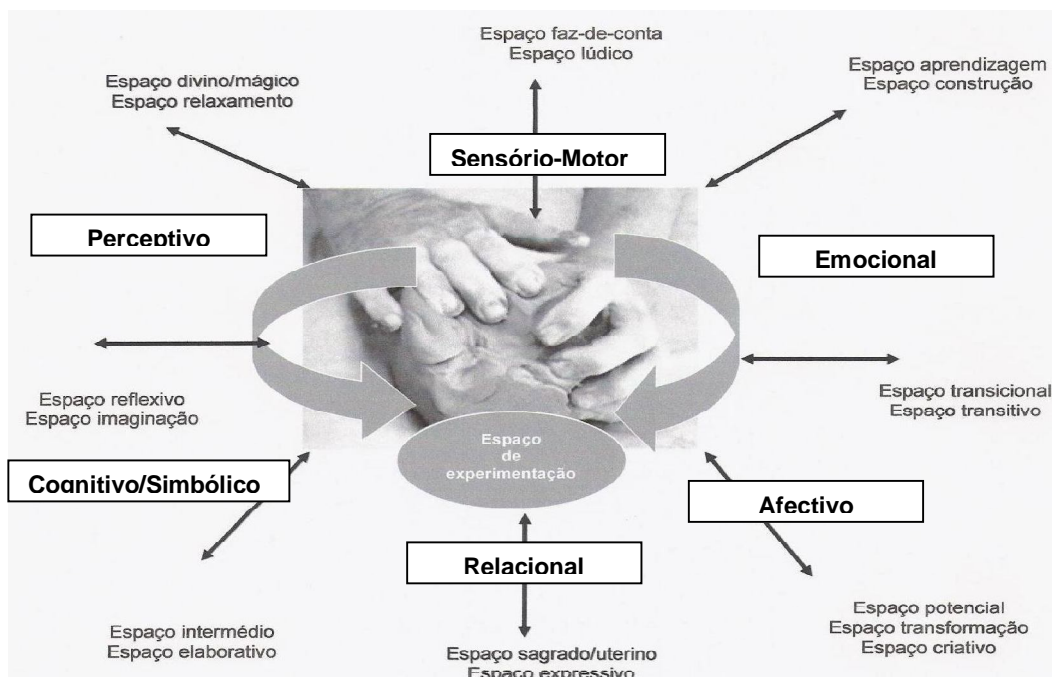 Espaço faz-de-conta
Espaço lúdico
Espaço divino/mágico
Espaço relaxamento
Espaço aprendizagem
Espaço construção
Sensório-Motor
Perceptivo
Emocional
Espaço reflexivo
Espaço imaginação
Espaço transicional
Espaço transitivo
Espaço
de
experimentação
Cognitivo/Simbólico
Afectivo
Relacional
Espaço intermédio
Espaço elaborativo
Espaço sagrado/uterino
Espaço expressivo
Espaço potencial
Espaço transformação
Espaço criativo